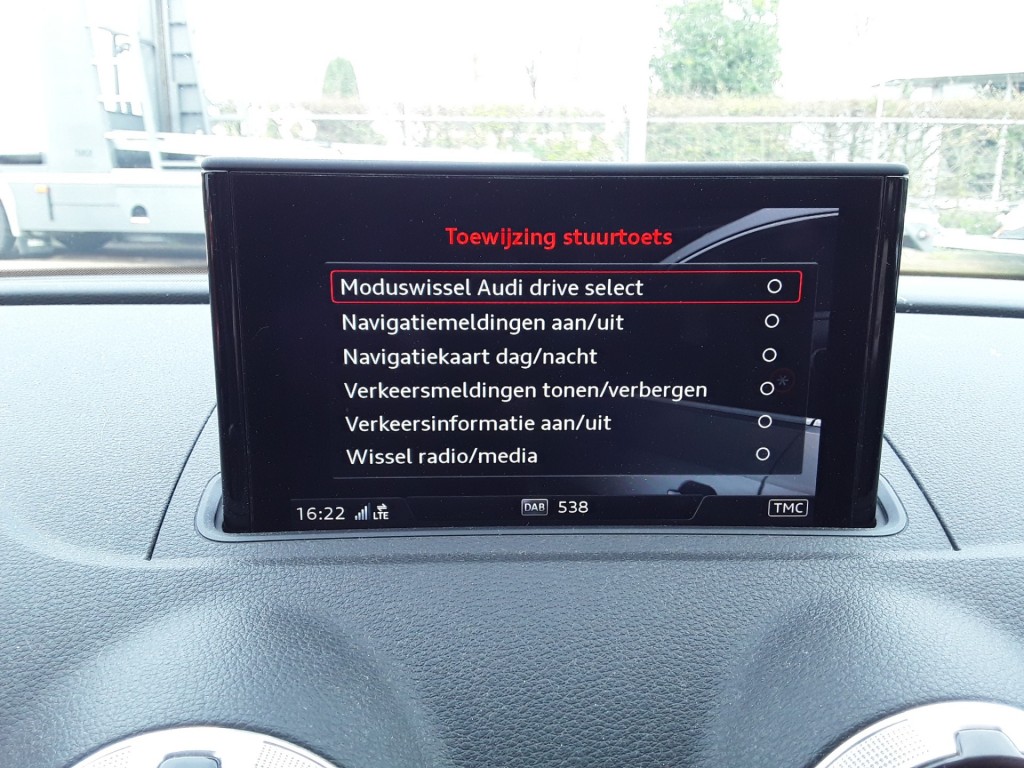 Toewijzing stuurtoets
Moduswissel Audi drive select
Navigatiemeldingen aan/uit
Navigatiekaart dag/nacht
Verkeersmeldingen tonen/verbergen
Verkeersinformatie aan/uit
Wissel radio/media
16:22 LTE DAB 538 TMC